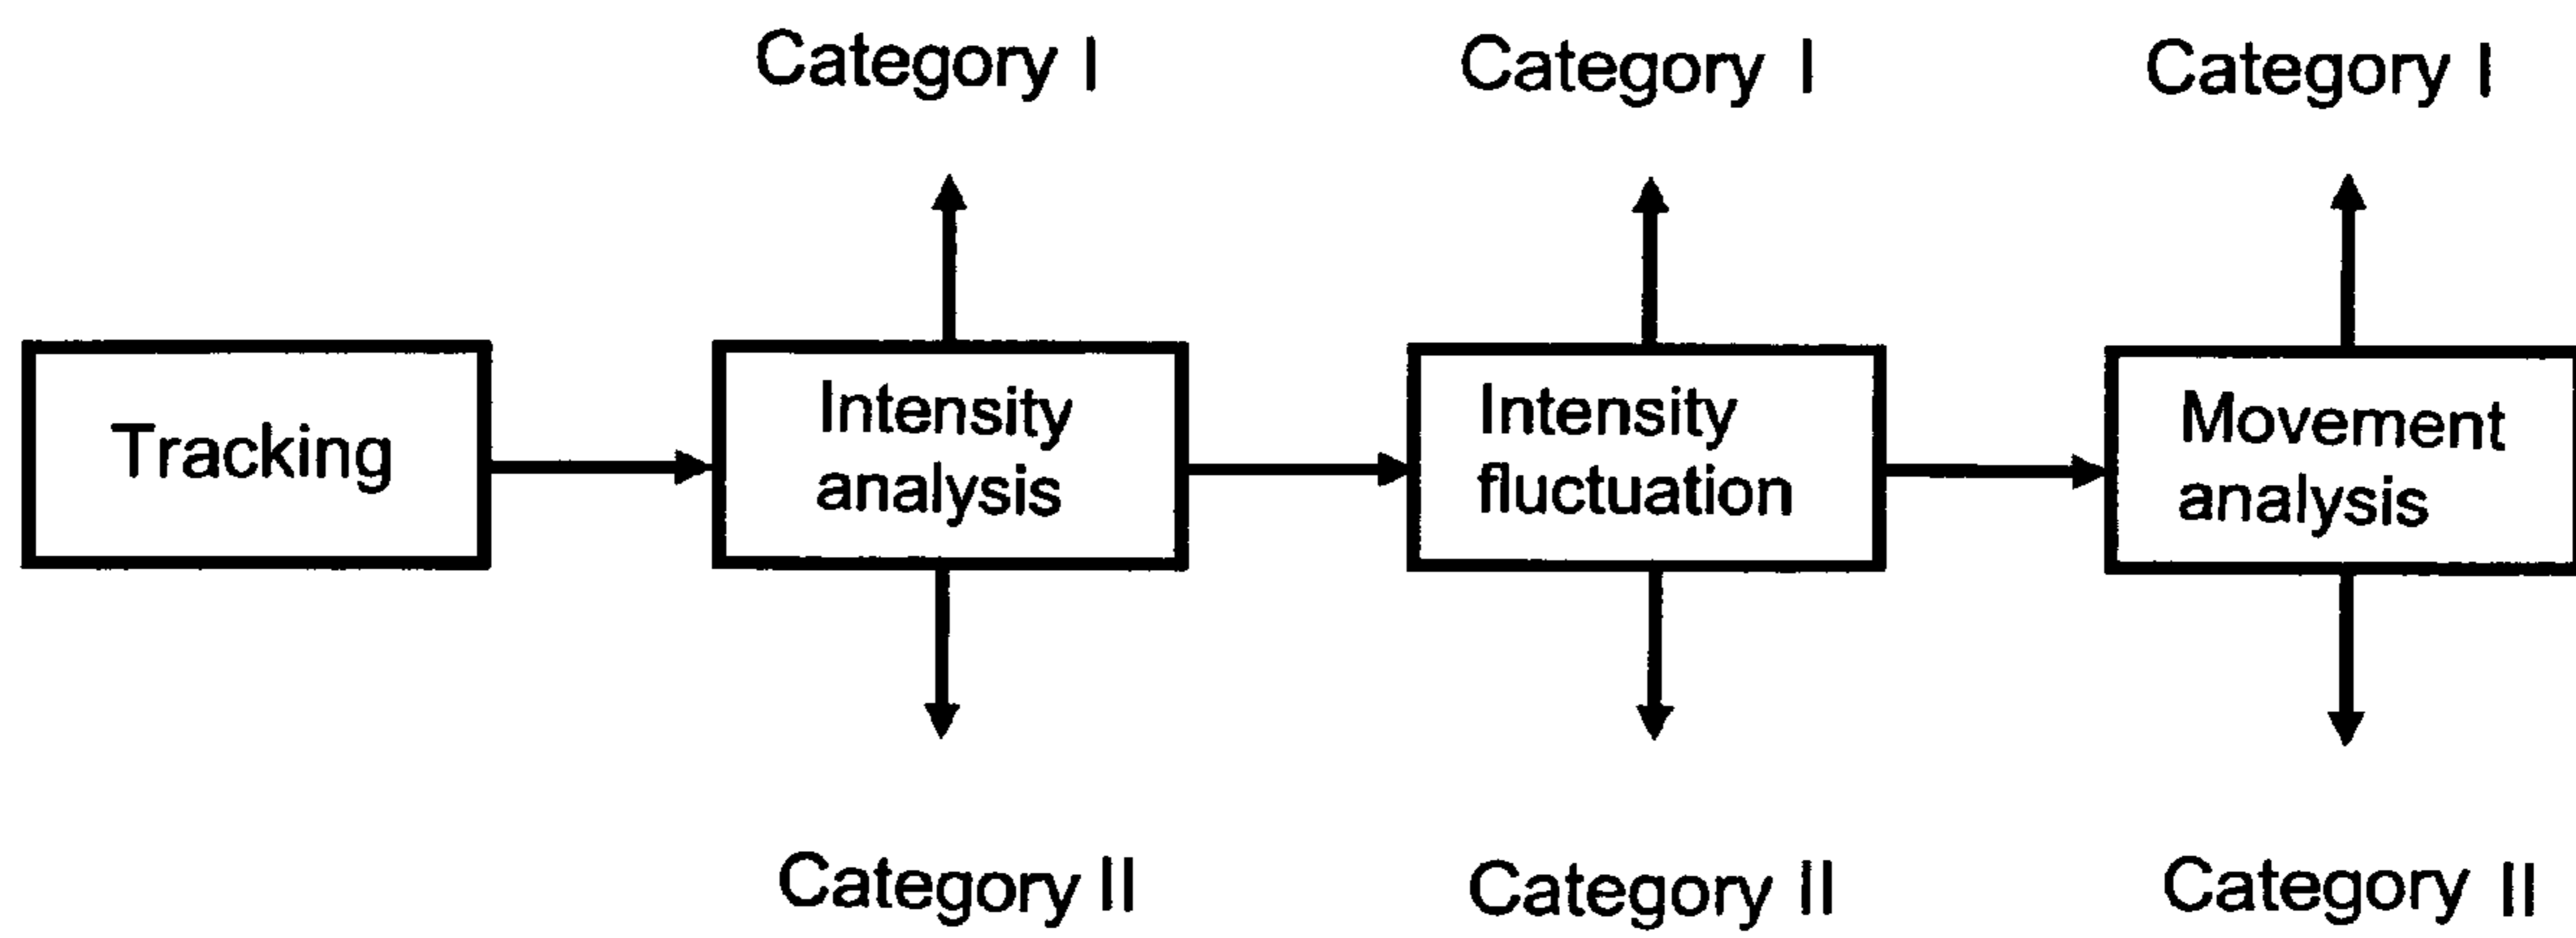 Category I
Category I
Category I
Tracking
Intensity
analysis
Intensity
fluctuation
Movement
analysis
Category II
Category II
Category II